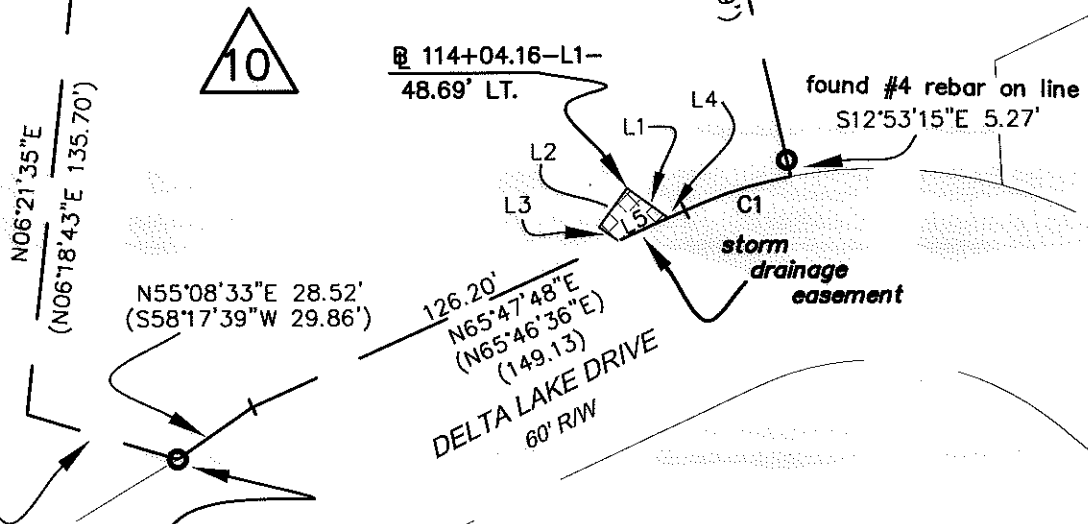 10
BL 114+04.16-L1-
48.69' LT.
found #4 rebar on line
S12°53'15"E 5.27'
L4
L1
L2
L3
L5
C1
storm
drainage
easement
N06°21'35"E
(N06°18'43"E 135.70')
N55°08'33"E 28.52'
(S58°17'39"W 29.86')
126.20'
N65°47'48"E
(N65°46'36"E)
(149.13)
DELTA LAKE DRIVE
60' R/W